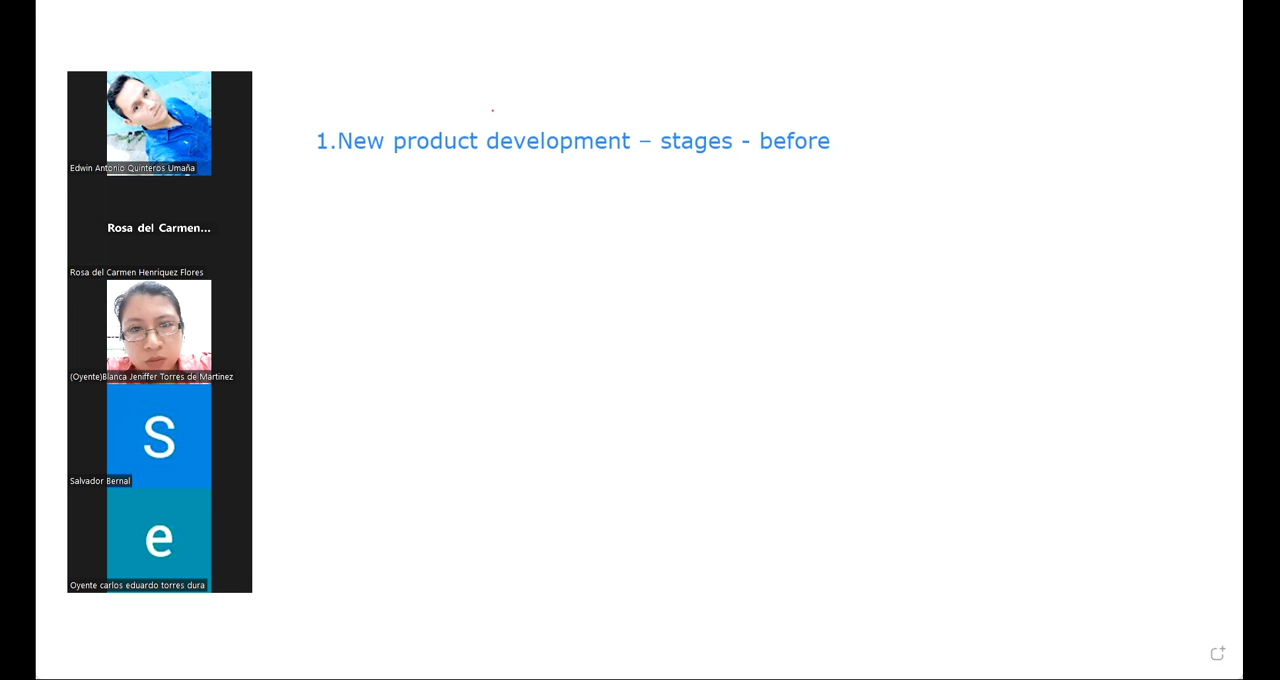 Edwin Antonio Quinteros Umaña
Rosa del Carmen...
Rosa del Carmen Henriquez Flores
(Oyente)Blanca Jeniffer Torres de Martinez
S
Salvador Bernal
e
Oyente carlos eduardo torres dura
1.New product development – stages - before